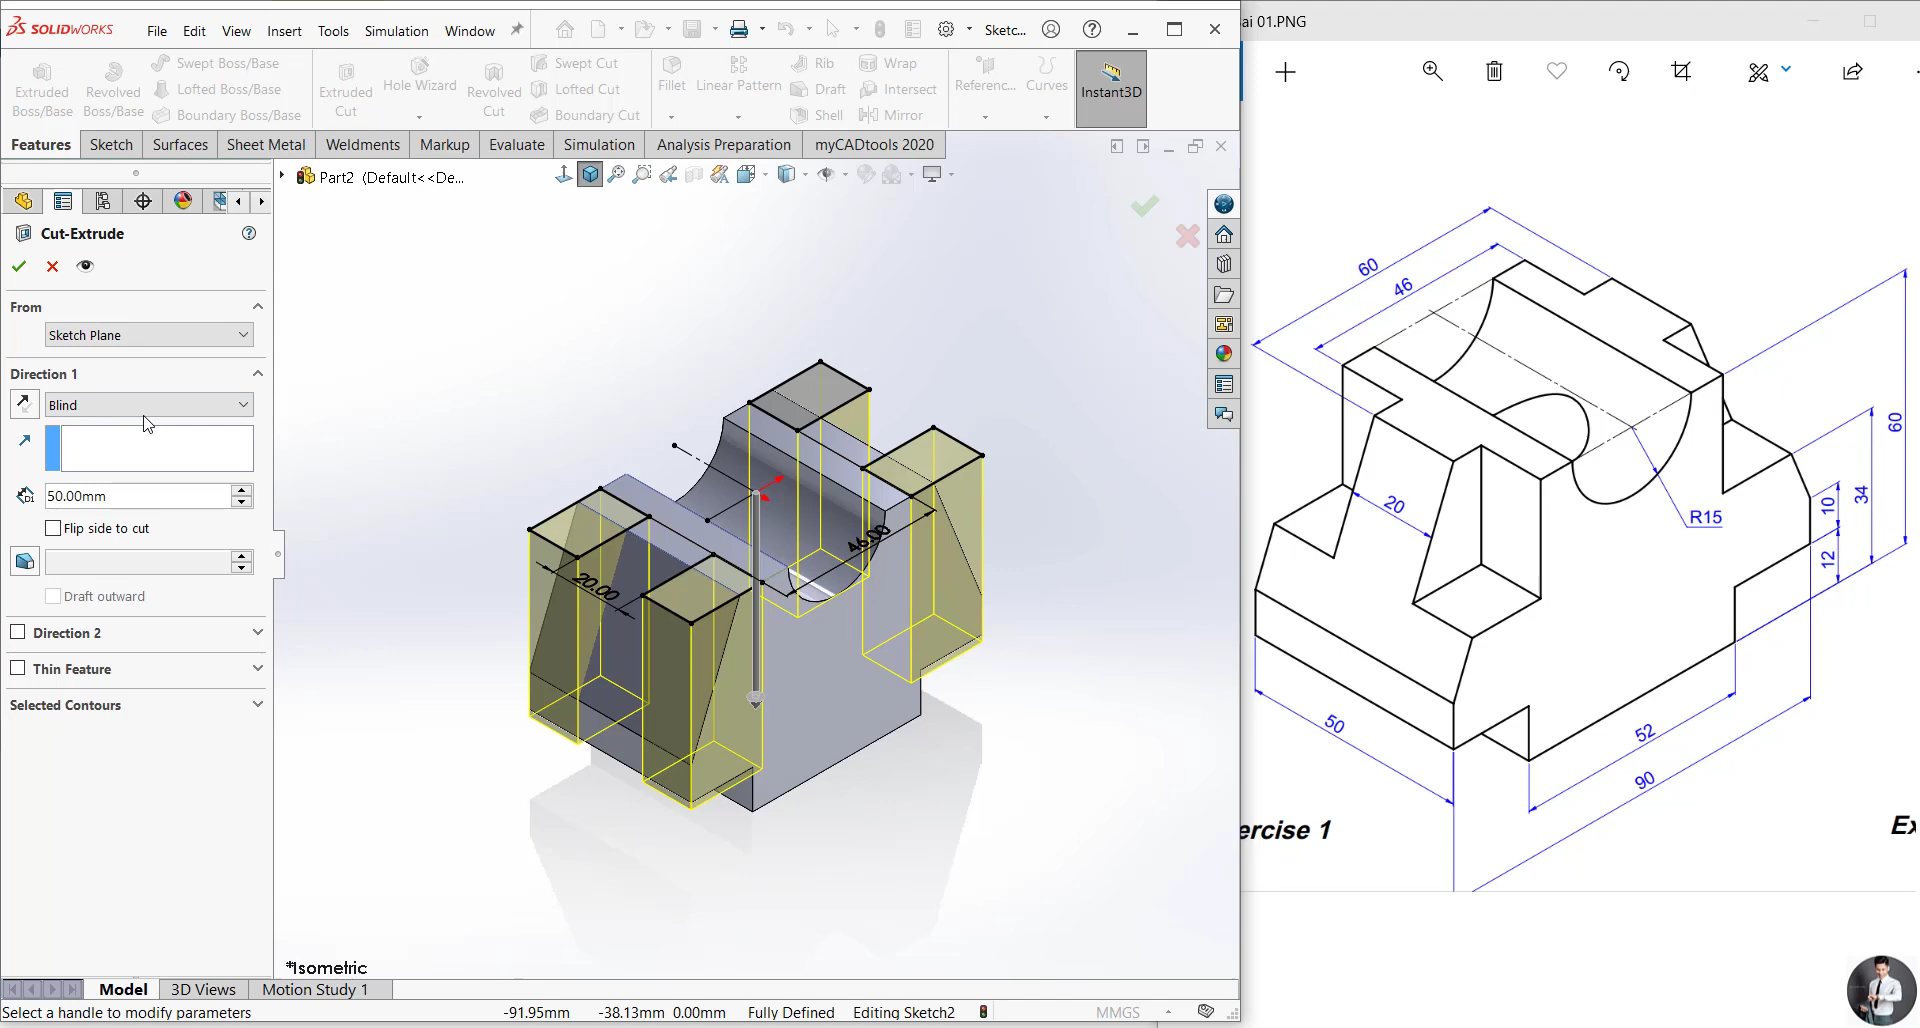 SOLIDWORKS
File Edit View Insert Tools Simulation Window
Sketc...
ai 01.PNG
Extruded Boss/Base
Revolved Boss/Base
Swept Boss/Base
Lofted Boss/Base
Boundary Boss/Base
Extruded Cut
Hole Wizard
Revolved Cut
Swept Cut
Lofted Cut
Boundary Cut
Fillet
Linear Pattern
Rib
Draft
Shell
Wrap
Intersect
Mirror
Referenc...
Curves
Instant3D
Features Sketch Surfaces Sheet Metal Weldments Markup Evaluate Simulation Analysis Preparation myCADtools 2020
Part2 (Default<<De...
Cut-Extrude
From
Sketch Plane
Direction 1
Blind
D1
50.00mm
Flip side to cut
Draft outward
Direction 2
Thin Feature
Selected Contours
46.00
20.00
*Isometric
60
46
60
20
R15
10
34
12
50
52
90
ercise 1
Ex
Model 3D Views Motion Study 1
Select a handle to modify parameters
-91.95mm -38.13mm 0.00mm Fully Defined Editing Sketch2
MMGS